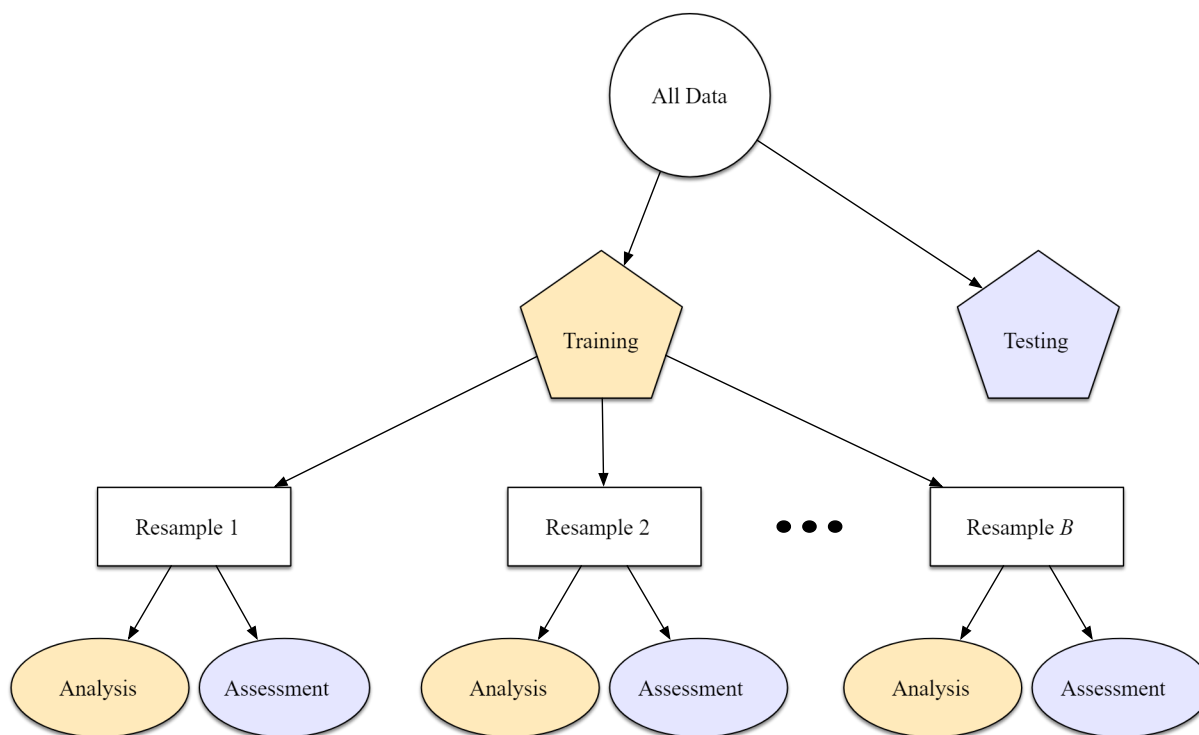 All Data
Training
Testing
Resample 1
Resample 2
Resample B
Analysis
Assessment
Analysis
Assessment
Analysis
Assessment